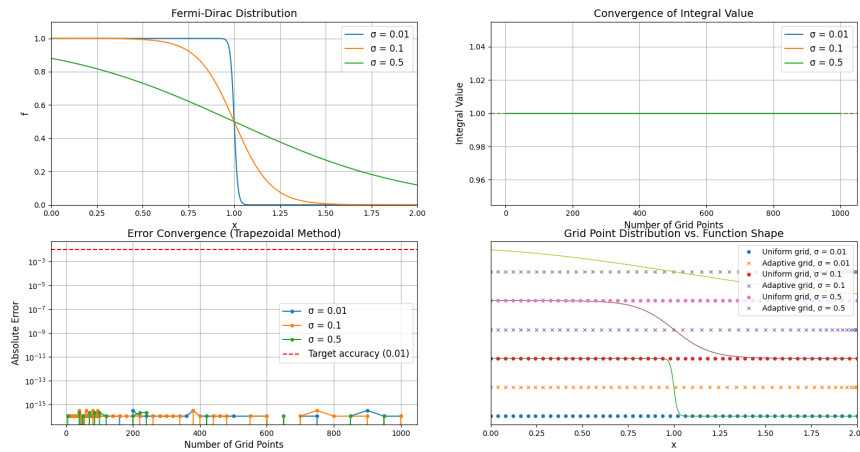 Fermi-Dirac Distribution
1.0
0.8
0.6
0.4
0.2
0.0
f
σ = 0.01
σ = 0.1
σ = 0.5
0.00 0.25 0.50 0.75 1.00 1.25 1.50 1.75 2.00
x
Convergence of Integral Value
1.04
1.02
1.00
0.98
0.96
Integral Value
σ = 0.01
σ = 0.1
σ = 0.5
0 200 400 600 800 1000
Number of Grid Points
Error Convergence (Trapezoidal Method)
10⁻³
10⁻⁵
10⁻⁷
10⁻⁹
10⁻¹¹
10⁻¹³
10⁻¹⁵
Absolute Error
σ = 0.01
σ = 0.1
σ = 0.5
Target accuracy (0.01)
0 200 400 600 800 1000
Number of Grid Points
Grid Point Distribution vs. Function Shape
Uniform grid, σ = 0.01
Adaptive grid, σ = 0.01
Uniform grid, σ = 0.1
Adaptive grid, σ = 0.1
Uniform grid, σ = 0.5
Adaptive grid, σ = 0.5
0.00 0.25 0.50 0.75 1.00 1.25 1.50 1.75 2.00
x